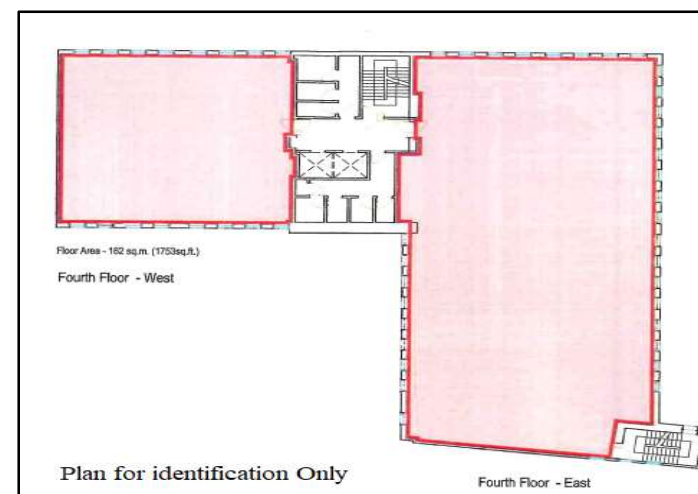 Floor Area - 162 sq.m. (1753sq.ft.)
Fourth Floor - West
Plan for identification Only
Fourth Floor - East